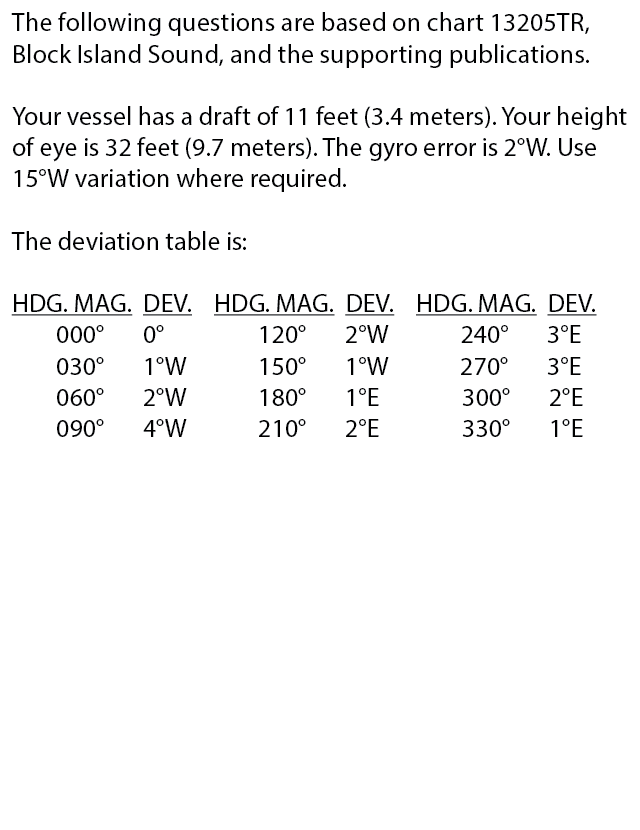 The following questions are based on chart 13205TR,
Block Island Sound, and the supporting publications.
Your vessel has a draft of 11 feet (3.4 meters). Your height
of eye is 32 feet (9.7 meters). The gyro error is 2°W. Use
15°W variation where required.
The deviation table is:
HDG. MAG. DEV. HDG. MAG. DEV. HDG. MAG. DEV.
000° 0° 120° 2°W 240° 3°E
030° 1°W 150° 1°W 270° 3°E
060° 2°W 180° 1°E 300° 2°E
090° 4°W 210° 2°E 330° 1°E